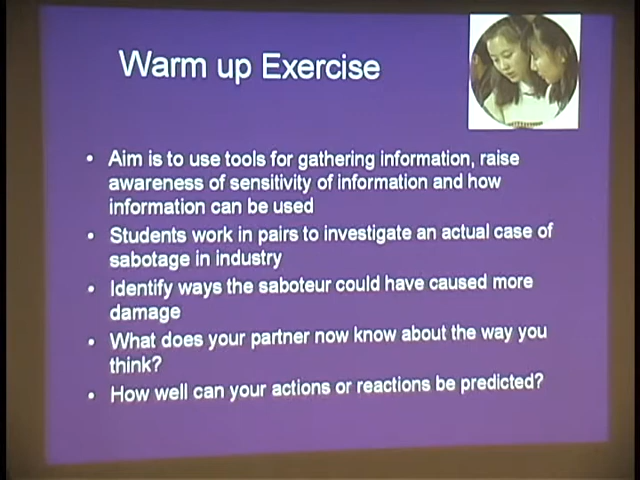 Warm up Exercise
• Aim is to use tools for gathering information, raise
awareness of sensitivity of information and how
information can be used
• Students work in pairs to investigate an actual case of
sabotage in industry
• Identify ways the saboteur could have caused more
damage
• What does your partner now know about the way you
think?
• How well can your actions or reactions be predicted?